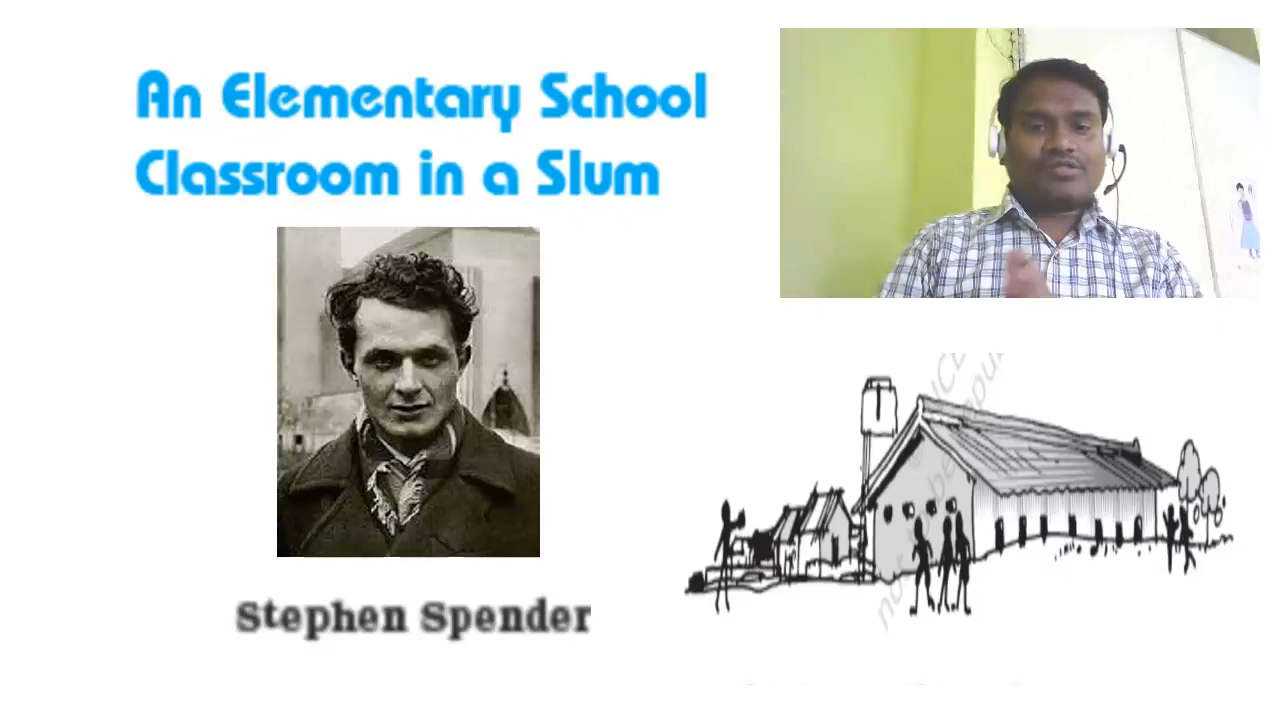 An Elementary School
Classroom in a Slum
Stephen Spender